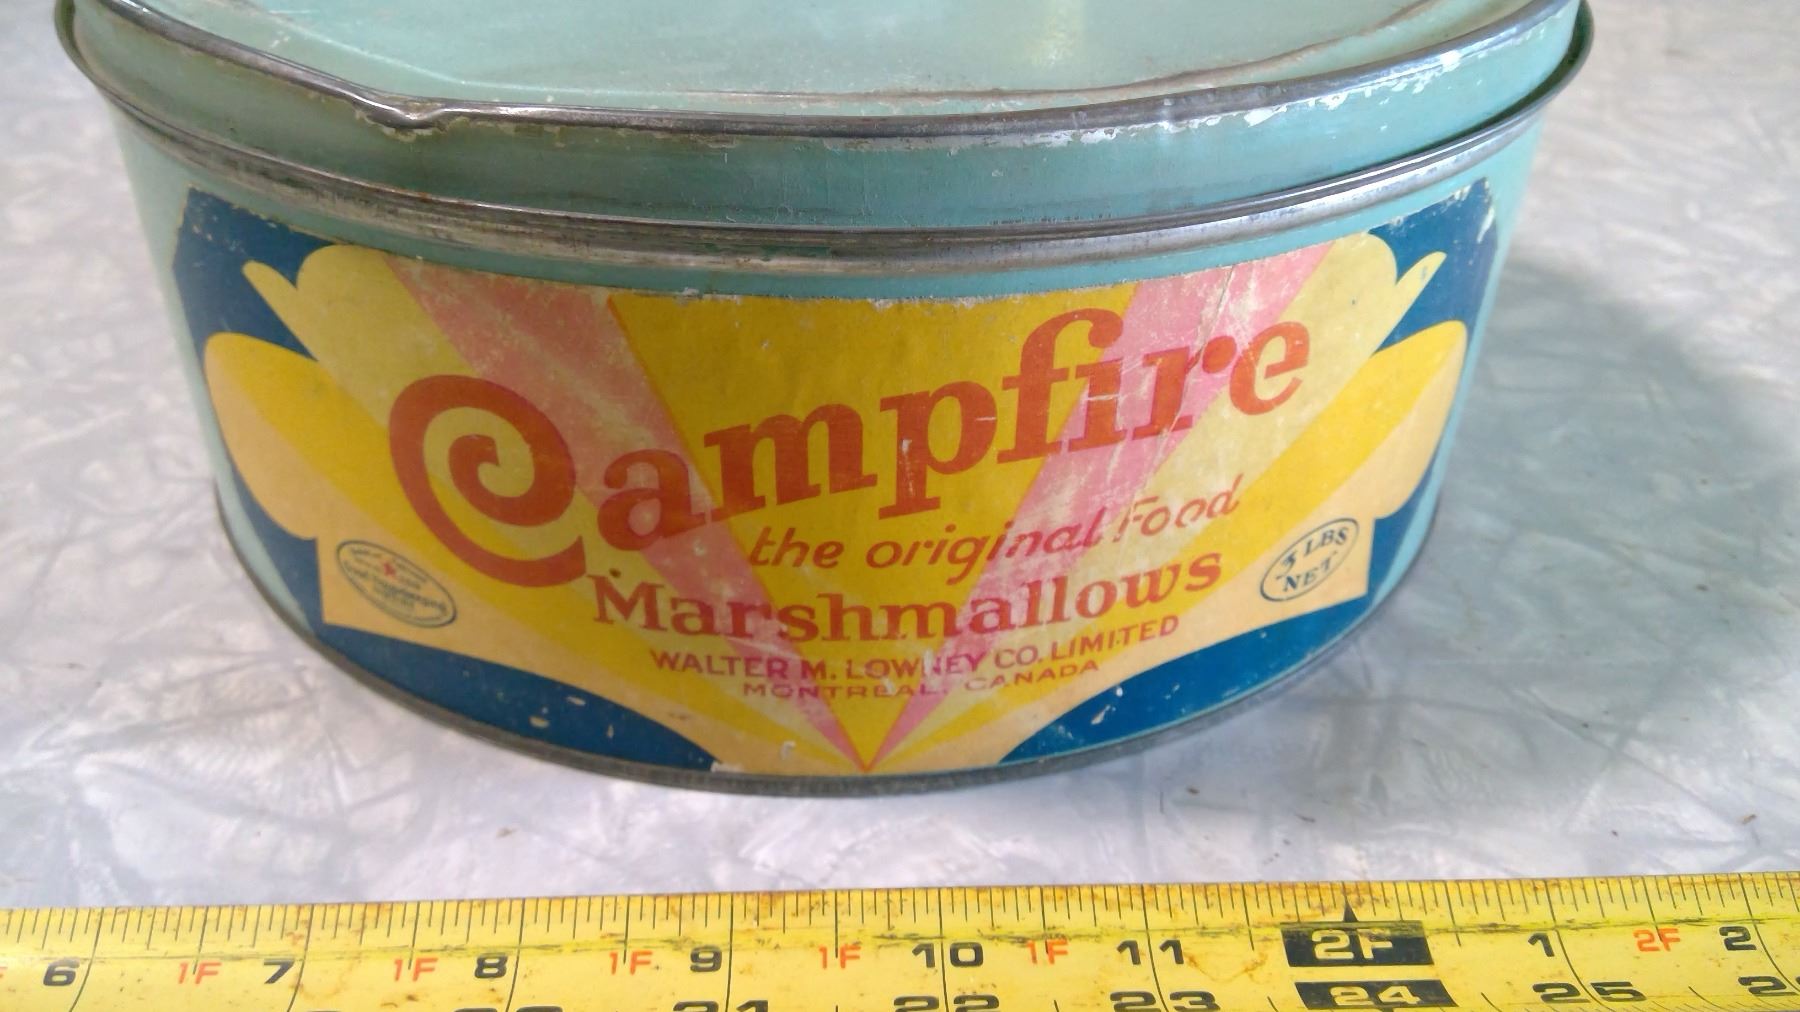 Campfire
the original Food
Marshmallows
WALTER M. LOWNEY CO. LIMITED
MONTREAL, CANADA
5 LBS
NET
6 1F 7 1F 8 1F 9 1F 10 1F 11 2F 1 2F 2
21 22 23 24 25